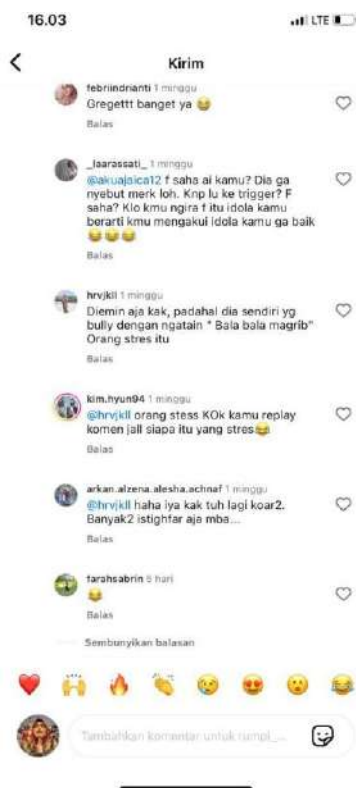 16.03
LTE
Kirim
febriindrianti 1 minggu
Gregettt banget ya 😂
Balas
_laarassati_ 1 minggu
@akuajaica12 f saha ai kamu? Dia ga
nyebut merk loh. Knp lu ke trigger? F
saha? Klo kmu ngira f itu idola kamu
berarti kmu mengakui idola kamu ga baik
😂😂😂
Balas
hrvjkll 1 minggu
Diemin aja kak, padahal dia sendiri yg
bully dengan ngatain " Bala bala magrib"
Orang stres itu
Balas
kim.hyun94 1 minggu
@hrvjkll orang stess KOk kamu replay
komen jall siapa itu yang stres😂
Balas
arkan.alzena.alesha.achnaf 1 minggu
@hrvjkll haha iya kak tuh lagi koar2.
Banyak2 istighfar aja mba...
Balas
farahsabrin 5 hari
😂
Balas
Sembunyikan balasan
❤️ 🙌 🔥 👏 😢 😍 😮 😂
Tambahkan komentar untuk rumpi_...